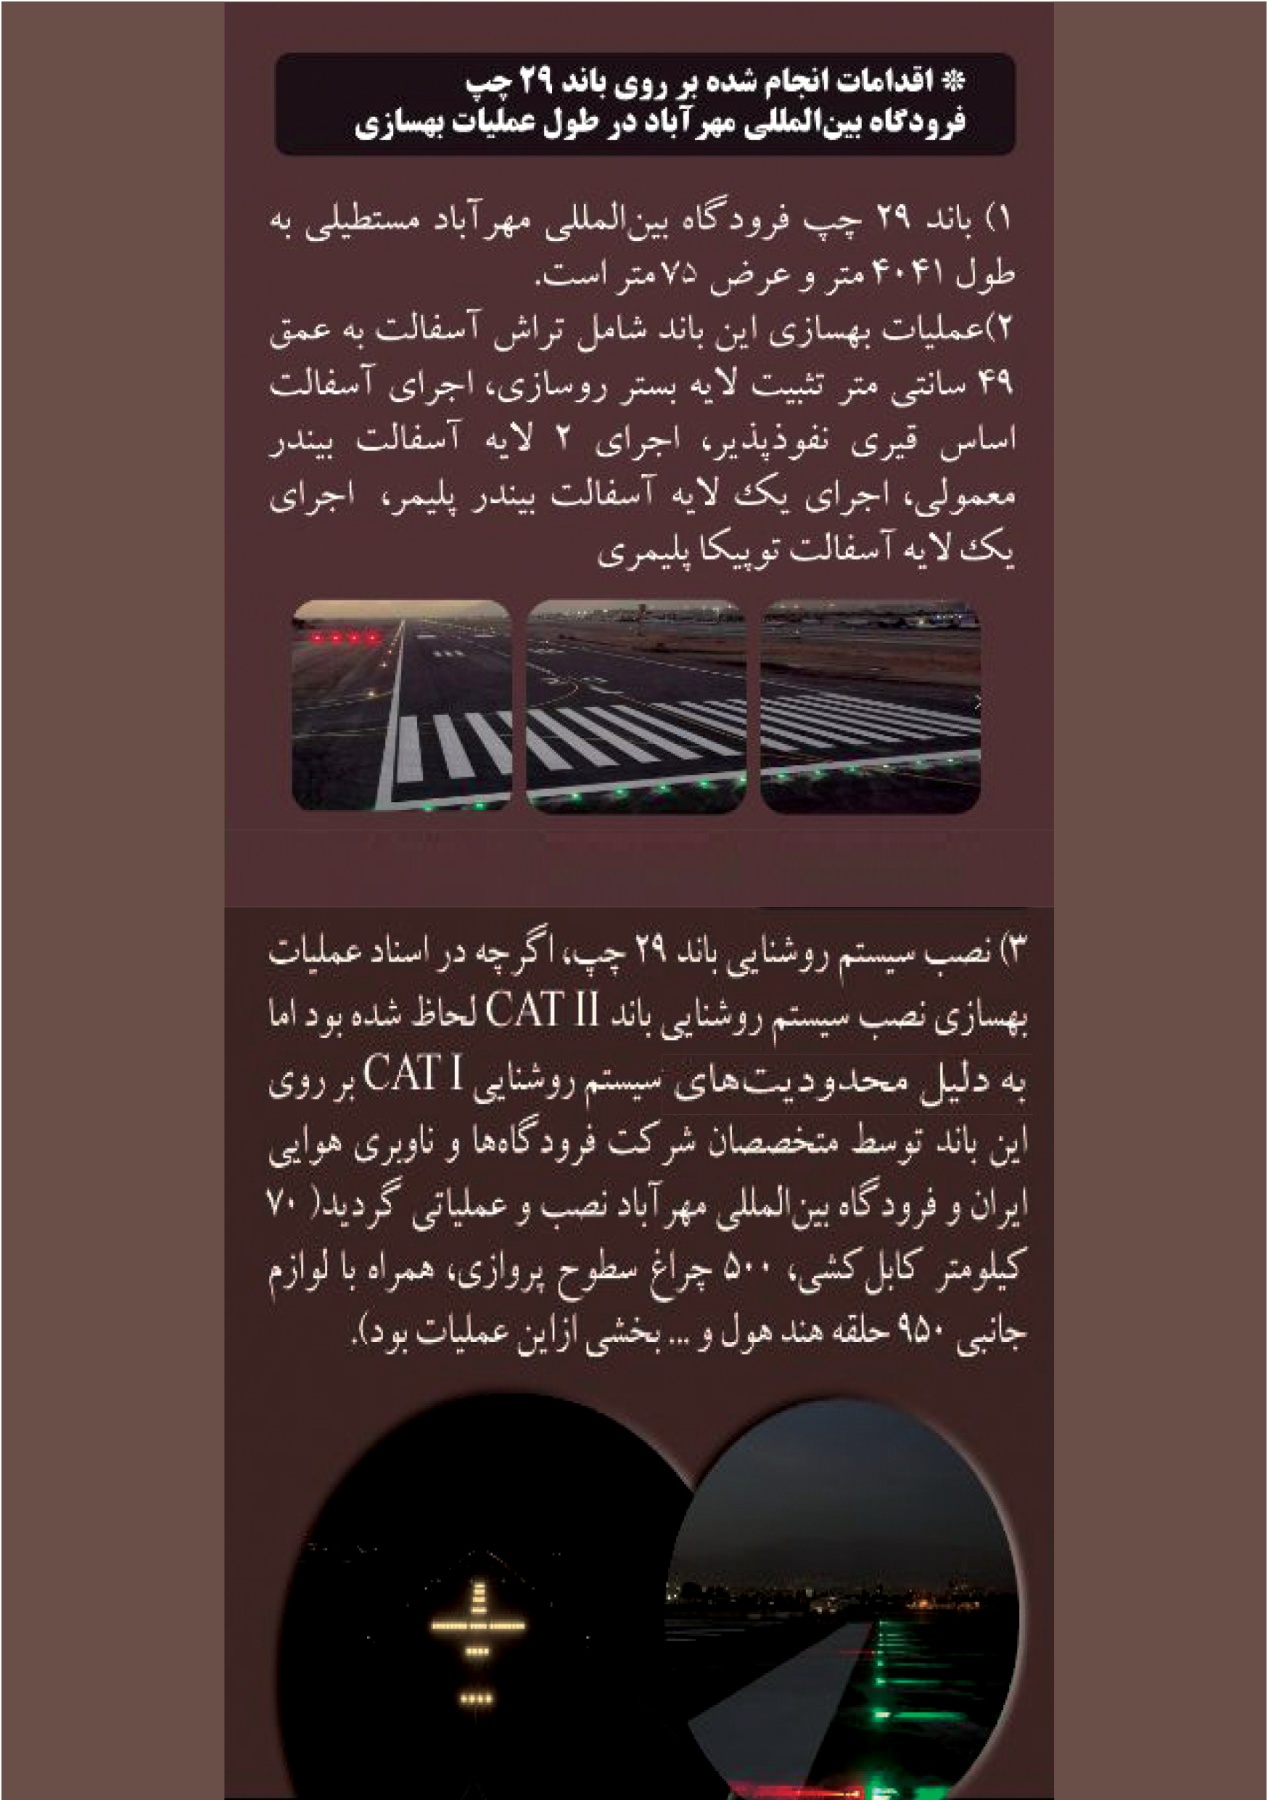 * اقدامات انجام شده بر روی باند ۲۹ چپ
فرودگاه بین‌المللی مهرآباد در طول عملیات بهسازی
۱) باند ۲۹ چپ فرودگاه بین‌المللی مهرآباد مستطیلی به
طول ۴۰۴۱ متر و عرض ۷۵ متر است.
۲)عملیات بهسازی این باند شامل تراش آسفالت به عمق
۴۹ سانتی متر تثبیت لایه بستر روسازی، اجرای آسفالت
اساس قیری نفوذپذیر، اجرای ۲ لایه آسفالت بیندر
معمولی، اجرای یک لایه آسفالت بیندر پلیمر، اجرای
یک لایه آسفالت توپیکا پلیمری
۳) نصب سیستم روشنایی باند ۲۹ چپ، اگرچه در اسناد عملیات
بهسازی نصب سیستم روشنایی باند CAT II لحاظ شده بود اما
به دلیل محدودیت‌های سیستم روشنایی CAT I بر روی
این باند توسط متخصصان شرکت فرودگاه‌ها و ناوبری هوایی
ایران و فرودگاه بین‌المللی مهرآباد نصب و عملیاتی گردید( ۷۰
کیلومتر کابل‌کشی، ۵۰۰ چراغ سطوح پروازی، همراه با لوازم
جانبی ۹۵۰ حلقه هند هول و ... بخشی ازاین عملیات بود).